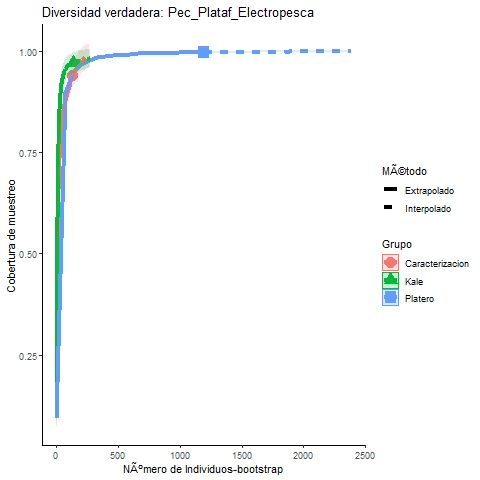 Diversidad verdadera: Pec_Plataf_Electropesca
1.00
0.75
0.50
0.25
Cobertura de muestreo
0
500
1000
1500
2000
2500
NÃºmero de Individuos-bootstrap
MÃ©todo
Extrapolado
Interpolado
Grupo
Caracterizacion
Kale
Platero